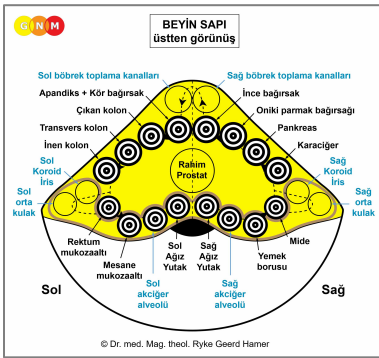 GNM
BEYİN SAPI
üstten görünüş
Sol böbrek toplama kanalları
Sağ böbrek toplama kanalları
Apandiks + Kör bağırsak
İnce bağırsak
Çıkan kolon
Oniki parmak bağırsağı
Transvers kolon
Pankreas
İnen kolon
Karaciğer
Rahim
Prostat
Sol
Koroid
İris
Sağ
Koroid
İris
Sol
orta
kulak
Sağ
orta
kulak
Rektum
mukozaaltı
Mesane
mukozaaltı
Sol
akciğer
alveolü
Sol
Ağız
Yutak
Sağ
Ağız
Yutak
Sağ
akciğer
alveolü
Yemek
borusu
Mide
Sol
Sağ
© Dr. med. Mag. theol. Ryke Geerd Hamer